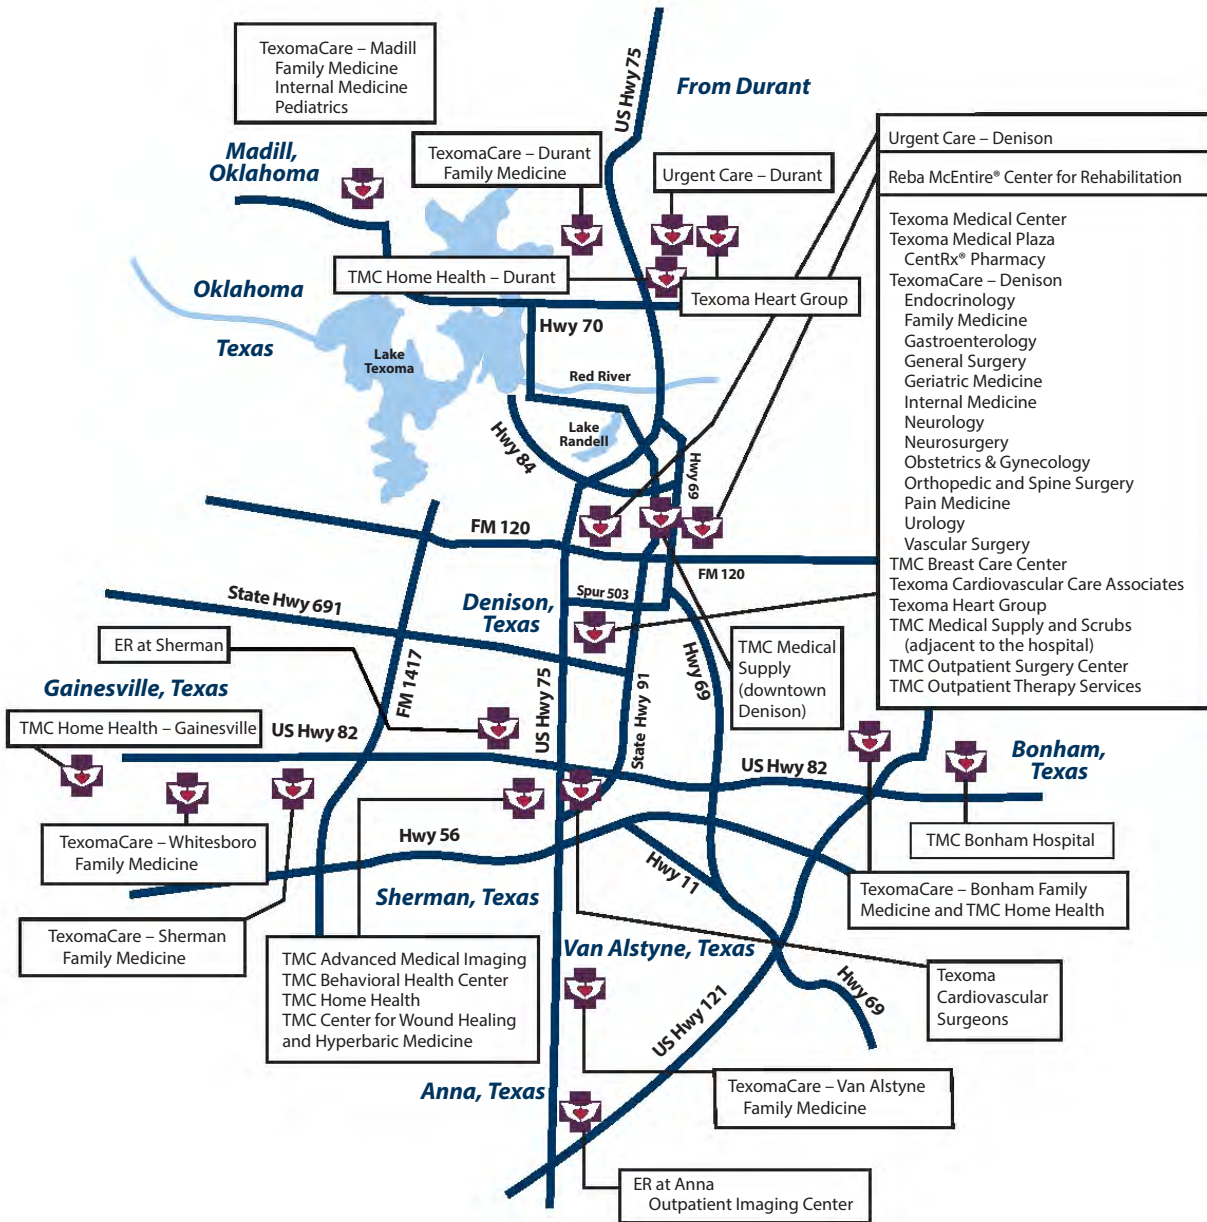 TexomaCare – Madill
Family Medicine
Internal Medicine
Pediatrics
US Hwy 75
From Durant
Madill,
Oklahoma
TexomaCare – Durant
Family Medicine
Urgent Care – Durant
Urgent Care – Denison
Reba McEntire® Center for Rehabilitation
TMC Home Health – Durant
Texoma Heart Group
Oklahoma
Texas
Hwy 70
Lake
Texoma
Red River
Lake
Randell
Hwy 84
Hwy 69
Texoma Medical Center
Texoma Medical Plaza
CentRx® Pharmacy
TexomaCare – Denison
Endocrinology
Family Medicine
Gastroenterology
General Surgery
Geriatric Medicine
Internal Medicine
Neurology
Neurosurgery
Obstetrics & Gynecology
Orthopedic and Spine Surgery
Pain Medicine
Urology
Vascular Surgery
TMC Breast Care Center
Texoma Cardiovascular Care Associates
Texoma Heart Group
TMC Medical Supply and Scrubs
(adjacent to the hospital)
TMC Outpatient Surgery Center
TMC Outpatient Therapy Services
FM 120
FM 120
State Hwy 691
Denison,
Texas
Spur 503
ER at Sherman
TMC Medical
Supply
(downtown
Denison)
Hwy 69
FM 1417
US Hwy 75
State Hwy 91
Gainesville, Texas
TMC Home Health – Gainesville
US Hwy 82
US Hwy 82
Bonham,
Texas
TexomaCare – Whitesboro
Family Medicine
Hwy 56
Hwy 11
TMC Bonham Hospital
Sherman, Texas
TexomaCare – Bonham Family
Medicine and TMC Home Health
TexomaCare – Sherman
Family Medicine
TMC Advanced Medical Imaging
TMC Behavioral Health Center
TMC Home Health
TMC Center for Wound Healing
and Hyperbaric Medicine
Van Alstyne, Texas
Hwy 69
Texoma
Cardiovascular
Surgeons
US Hwy 121
Anna, Texas
TexomaCare – Van Alstyne
Family Medicine
ER at Anna
Outpatient Imaging Center